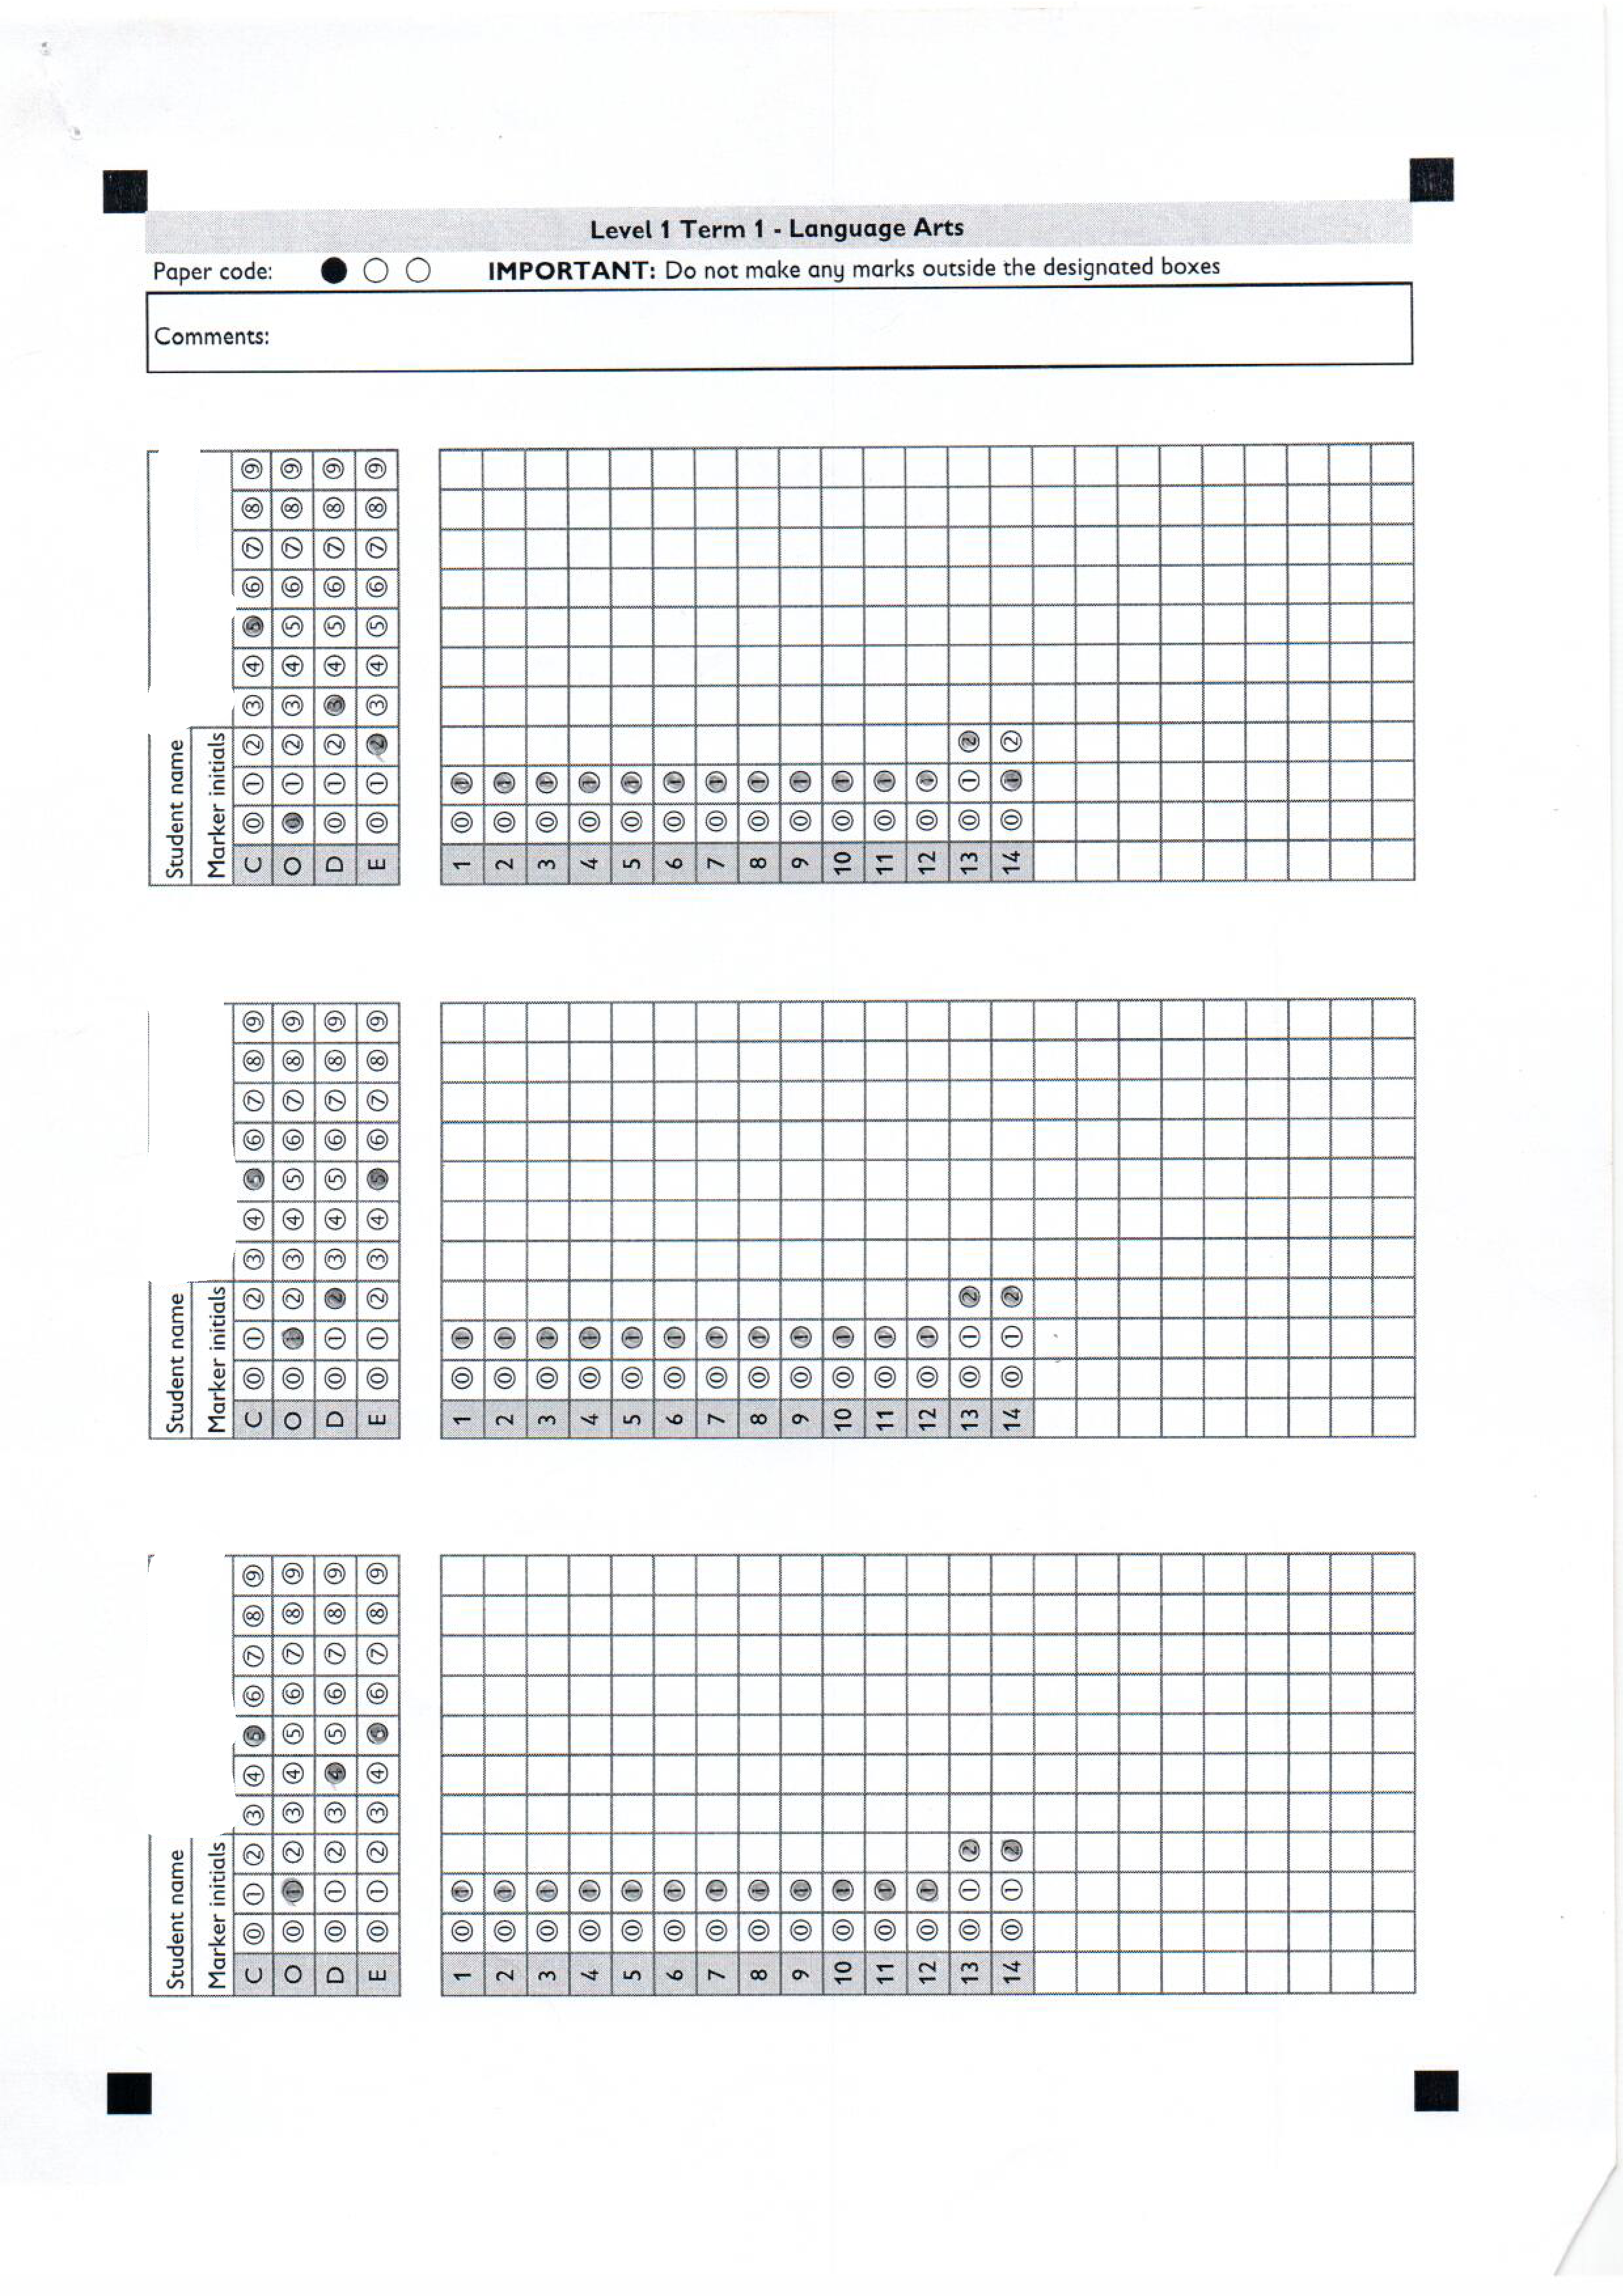 Level 1 Term 1 - Language Arts
Paper code: IMPORTANT: Do not make any marks outside the designated boxes
Comments:
Student name
Marker initials
C 0 1 2 3 4 5 6 7 8 9
O 0 1 2 3 4 5 6 7 8 9
D 0 1 2 3 4 5 6 7 8 9
E 0 1 2 3 4 5 6 7 8 9
1 0 1
2 0 1
3 0 1
4 0 1
5 0 1
6 0 1
7 0 1
8 0 1
9 0 1
10 0 1
11 0 1
12 0 1
13 0 1 2
14 0 1 2
Student name
Marker initials
C 0 1 2 3 4 5 6 7 8 9
O 0 1 2 3 4 5 6 7 8 9
D 0 1 2 3 4 5 6 7 8 9
E 0 1 2 3 4 5 6 7 8 9
1 0 1
2 0 1
3 0 1
4 0 1
5 0 1
6 0 1
7 0 1
8 0 1
9 0 1
10 0 1
11 0 1
12 0 1
13 0 1 2
14 0 1 2
Student name
Marker initials
C 0 1 2 3 4 5 6 7 8 9
O 0 1 2 3 4 5 6 7 8 9
D 0 1 2 3 4 5 6 7 8 9
E 0 1 2 3 4 5 6 7 8 9
1 0 1
2 0 1
3 0 1
4 0 1
5 0 1
6 0 1
7 0 1
8 0 1
9 0 1
10 0 1
11 0 1
12 0 1
13 0 1 2
14 0 1 2